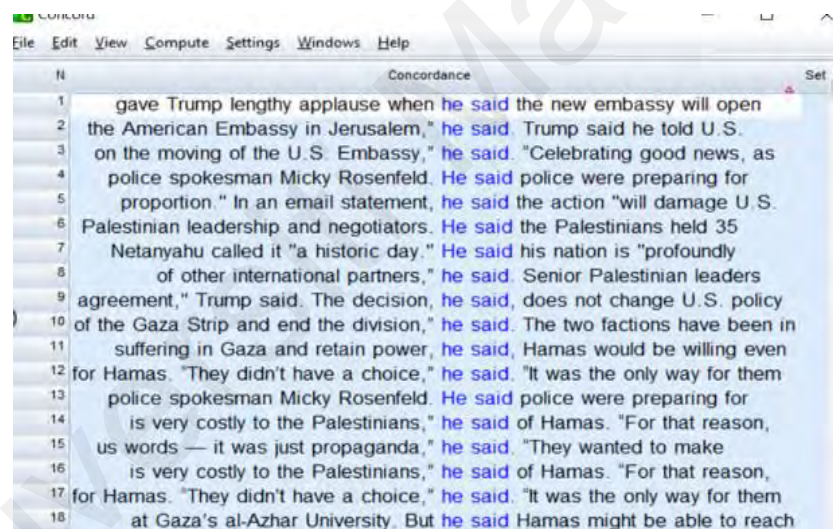 Concord
File Edit View Compute Settings Windows Help
N Concordance Set
1 gave Trump lengthy applause when he said the new embassy will open
2 the American Embassy in Jerusalem," he said. Trump said he told U.S.
3 on the moving of the U.S. Embassy," he said. "Celebrating good news, as
4 police spokesman Micky Rosenfeld. He said police were preparing for
5 proportion." In an email statement, he said the action "will damage U.S.
6 Palestinian leadership and negotiators. He said the Palestinians held 35
7 Netanyahu called it "a historic day." He said his nation is "profoundly
8 of other international partners," he said. Senior Palestinian leaders
9 agreement," Trump said. The decision, he said, does not change U.S. policy
10 of the Gaza Strip and end the division," he said. The two factions have been in
11 suffering in Gaza and retain power, he said, Hamas would be willing even
12 for Hamas. "They didn't have a choice," he said. "It was the only way for them
13 police spokesman Micky Rosenfeld. He said police were preparing for
14 is very costly to the Palestinians," he said of Hamas. "For that reason,
15 us words — it was just propaganda," he said. "They wanted to make
16 is very costly to the Palestinians," he said of Hamas. "For that reason,
17 for Hamas. "They didn't have a choice," he said. "It was the only way for them
18 at Gaza's al-Azhar University. But he said Hamas might be able to reach